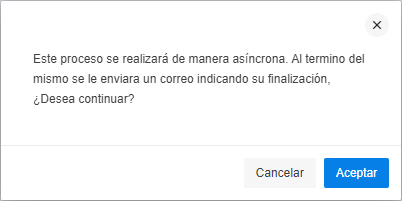 Este proceso se realizará de manera asíncrona. Al termino del
mismo se le enviara un correo indicando su finalización,
¿Desea continuar?
Cancelar
Aceptar